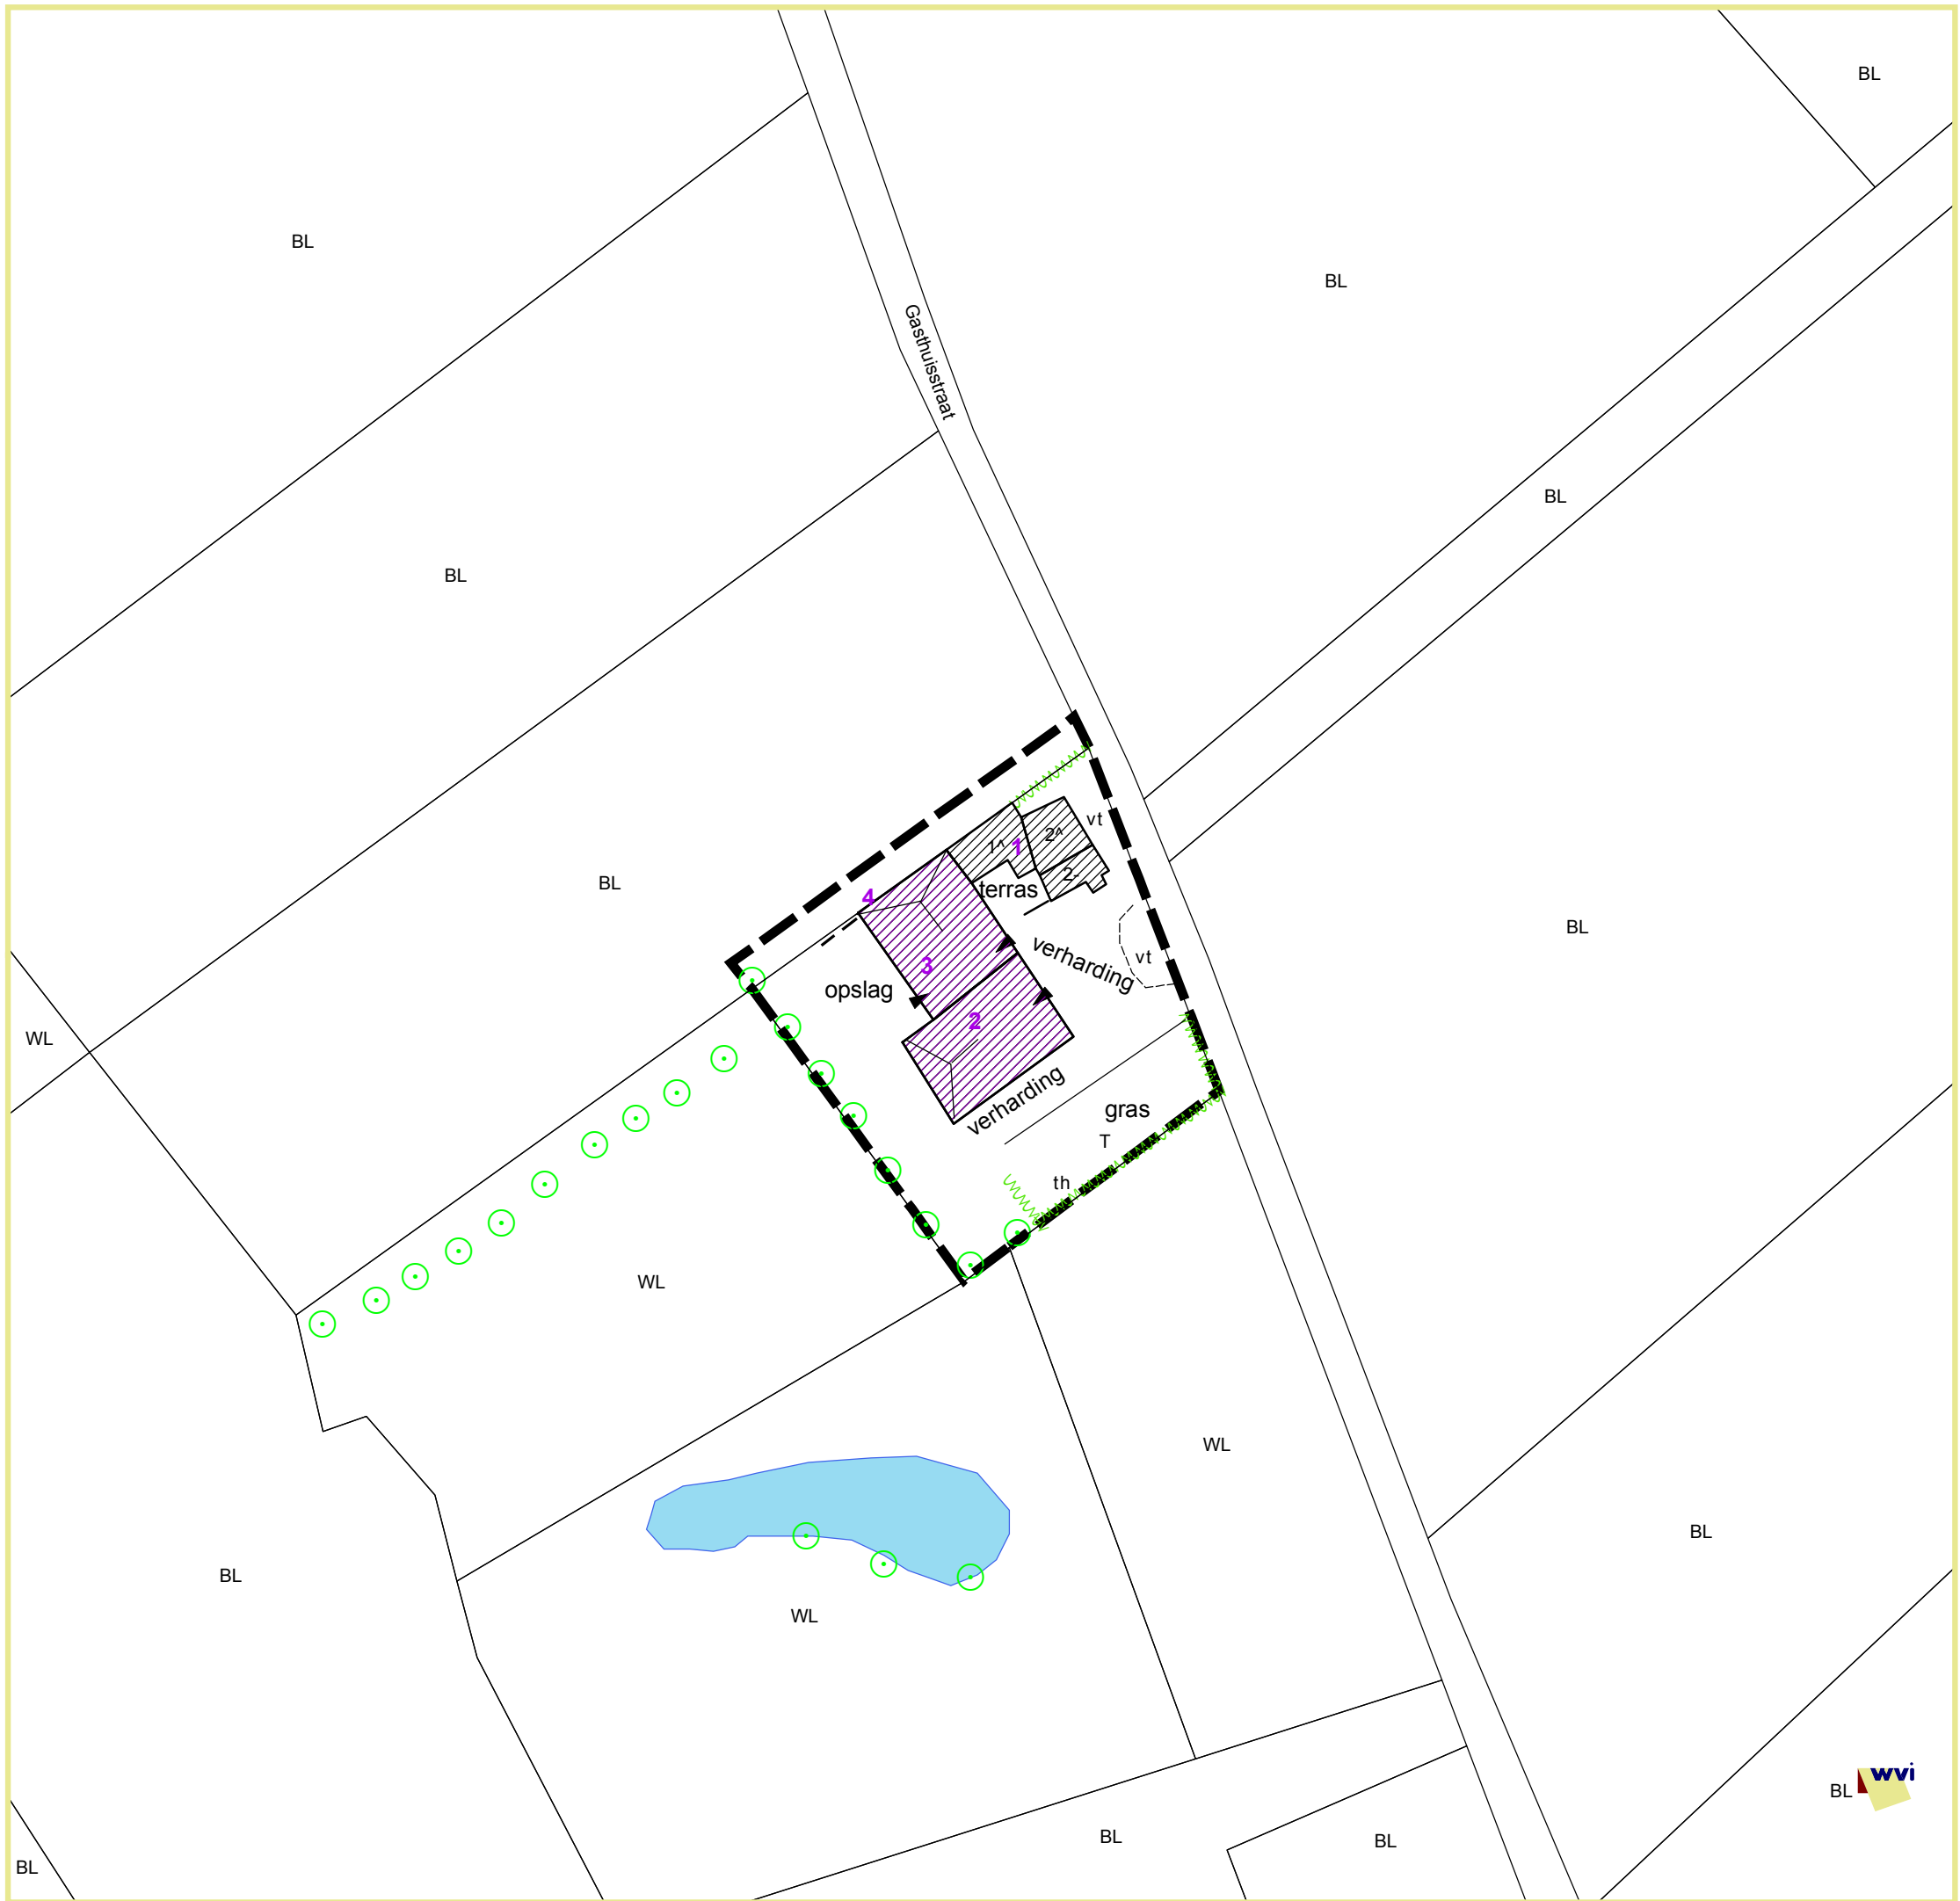 BL
BL
BL
Gasthuisstraat
BL
BL
vt
2^
1^
1
2-
BL
terras
4
BL
verharding
vt
3
opslag
2
WL
verharding
gras
T
th
WL
WL
BL
BL
WL
wvi
BL
BL
BL
BL